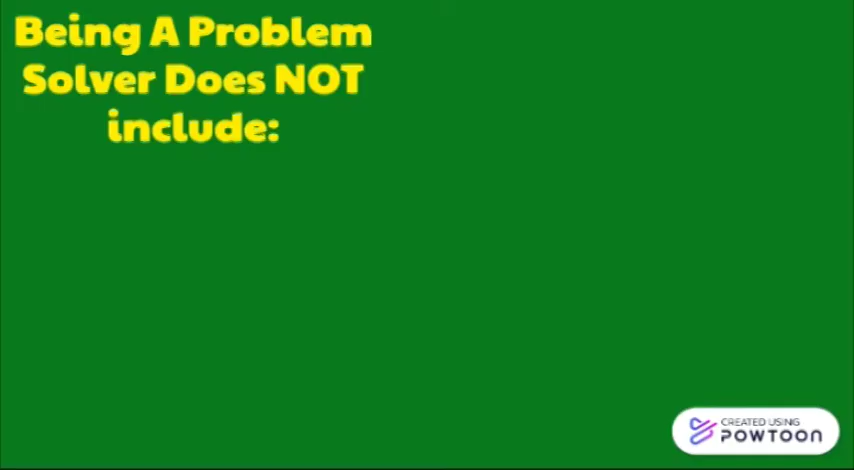 Being A Problem
Solver Does NOT
include:
CREATED USING
POWTOON